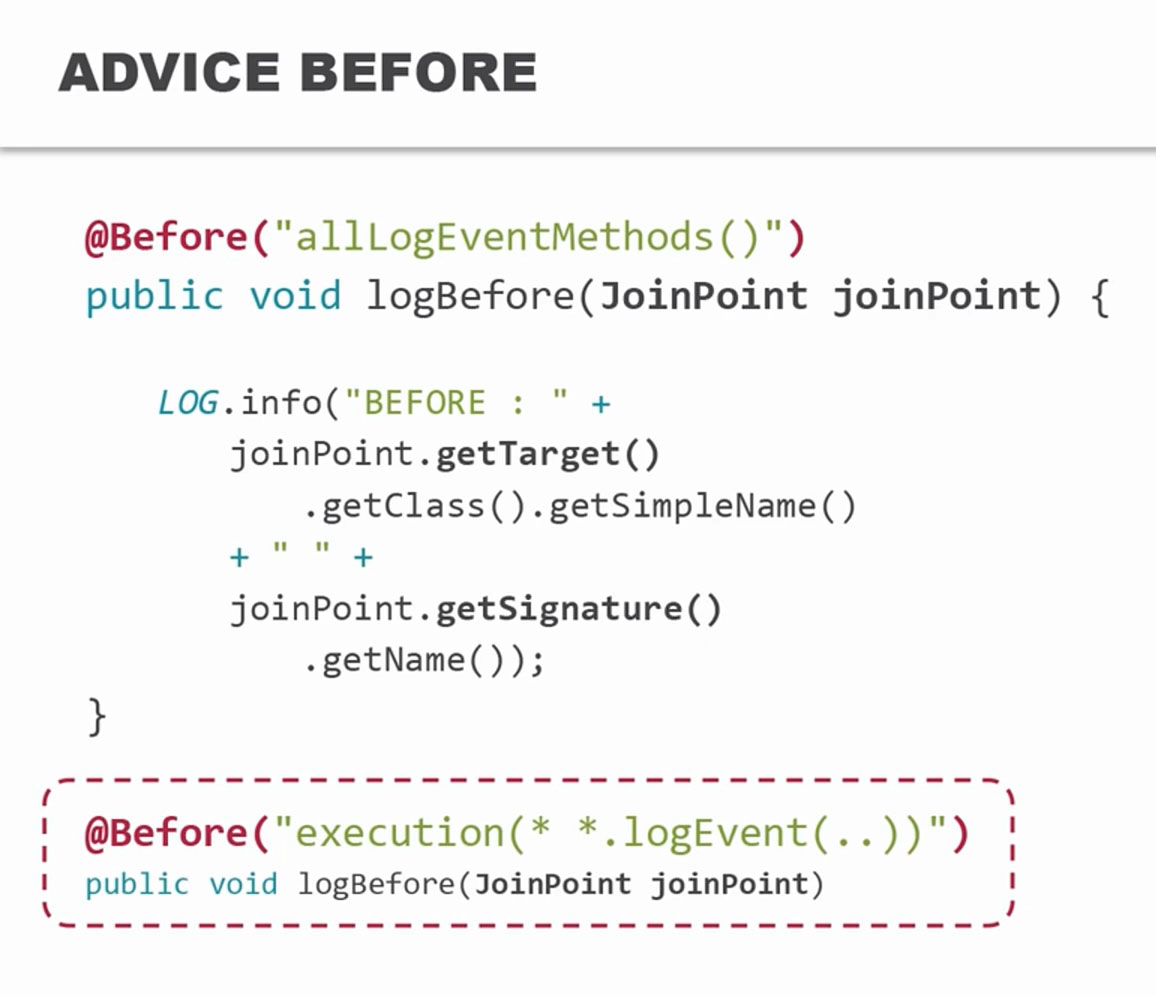 ADVICE BEFORE
@Before("allLogEventMethods()")
public void logBefore(JoinPoint joinPoint) {
LOG.info("BEFORE : " +
joinPoint.getTarget()
.getClass().getSimpleName()
+ " " +
joinPoint.getSignature()
.getName());
}
@Before("execution(* *.logEvent(..))")
public void logBefore(JoinPoint joinPoint)